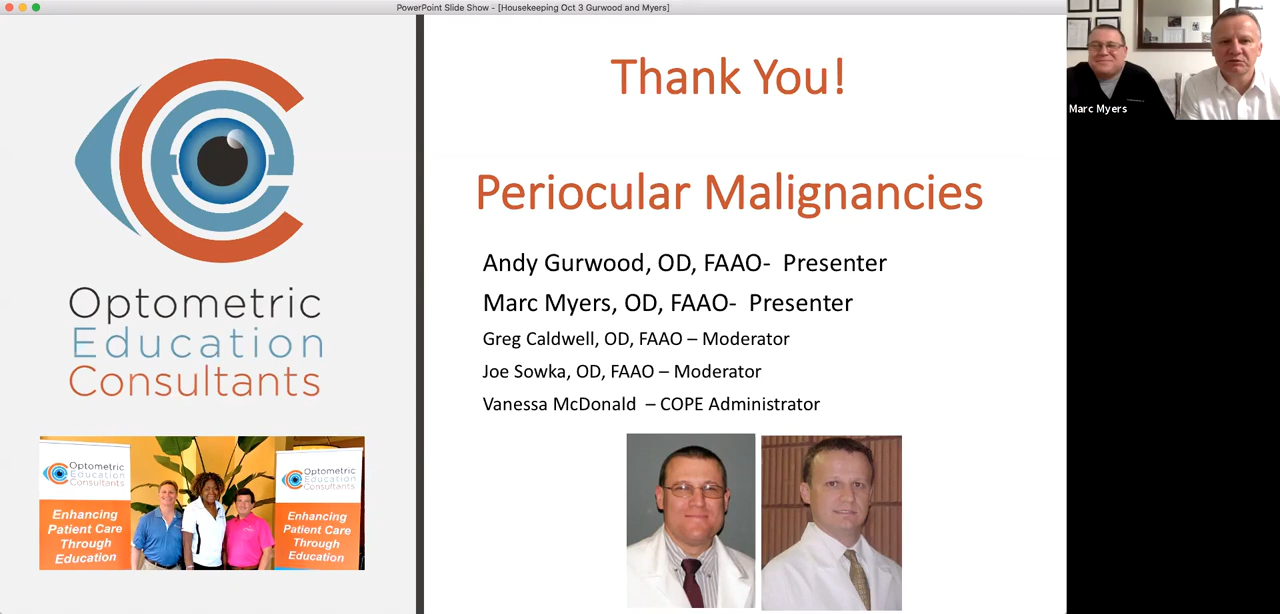 PowerPoint Slide Show - [Housekeeping Oct 3 Gurwood and Myers]
Optometric
Education
Consultants
Optometric
Education
Consultants
Enhancing
Patient Care
Through
Education
Optometric
Education
Consultants
Enhancing
Patient Care
Through
Education
Thank You!
Periocular Malignancies
Andy Gurwood, OD, FAAO- Presenter
Marc Myers, OD, FAAO- Presenter
Greg Caldwell, OD, FAAO – Moderator
Joe Sowka, OD, FAAO – Moderator
Vanessa McDonald – COPE Administrator
Marc Myers